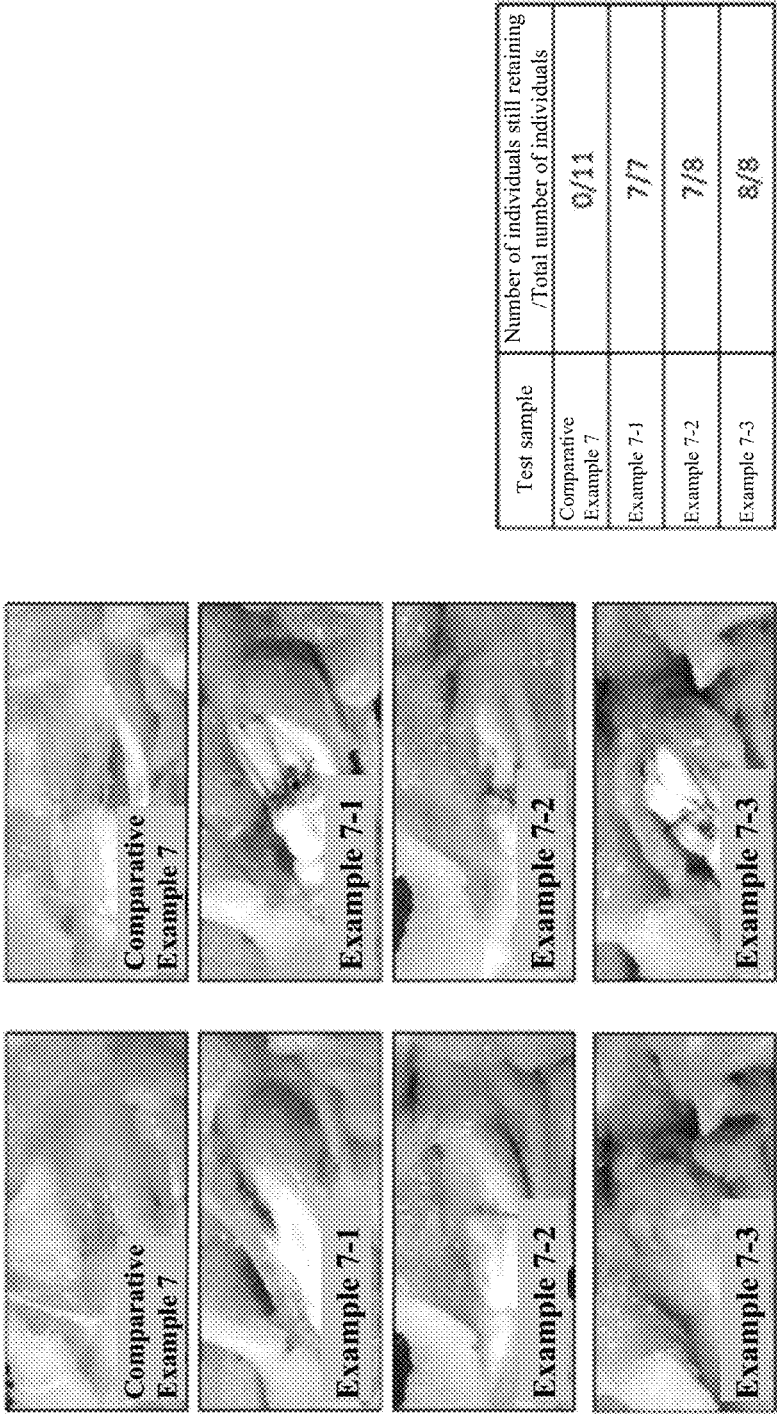 Comparative
Example 7
Example 7-1
Example 7-2
Example 7-3
Comparative
Example 7
Example 7-1
Example 7-2
Example 7-3
Test sample
Number of individuals still retaining
/Total number of individuals
Comparative
Example 7
0/11
Example 7-1
7/7
Example 7-2
7/8
Example 7-3
8/8